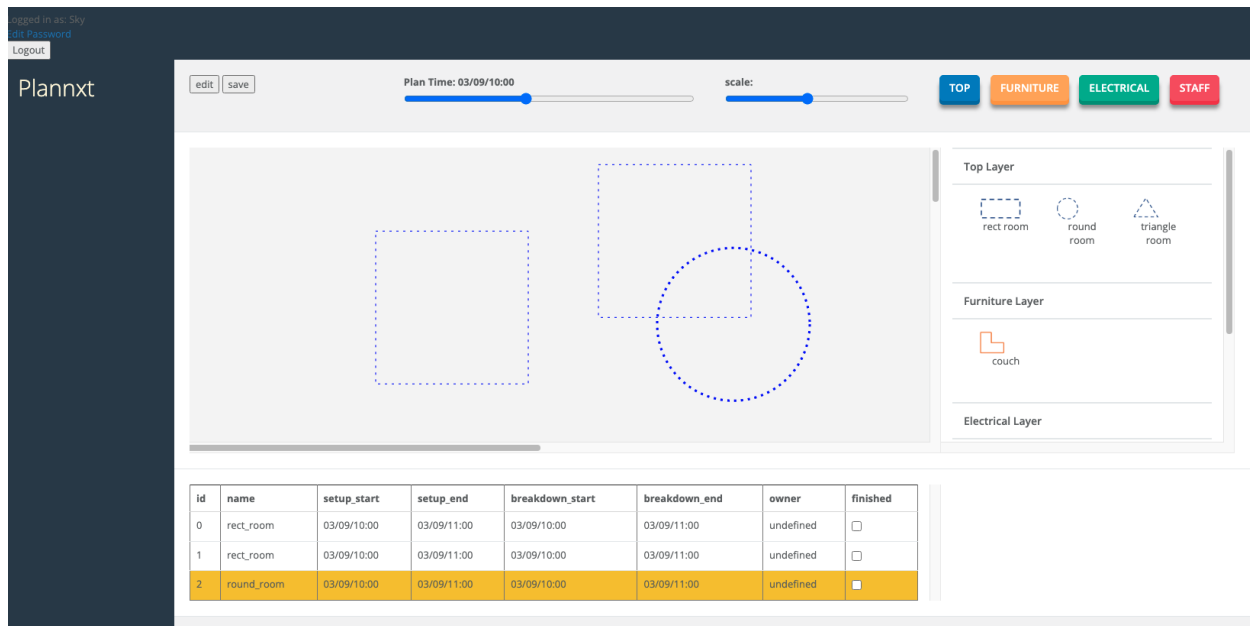 Logged in as: Sky
Edit Password
Logout
Plannxt
edit save
Plan Time: 03/09/10:00
scale:
TOP FURNITURE ELECTRICAL STAFF
Top Layer
rect room
round
room
triangle
room
Furniture Layer
couch
Electrical Layer
id name setup_start setup_end breakdown_start breakdown_end owner finished
0 rect_room 03/09/10:00 03/09/11:00 03/09/10:00 03/09/11:00 undefined
1 rect_room 03/09/10:00 03/09/11:00 03/09/10:00 03/09/11:00 undefined
2 round_room 03/09/10:00 03/09/11:00 03/09/10:00 03/09/11:00 undefined